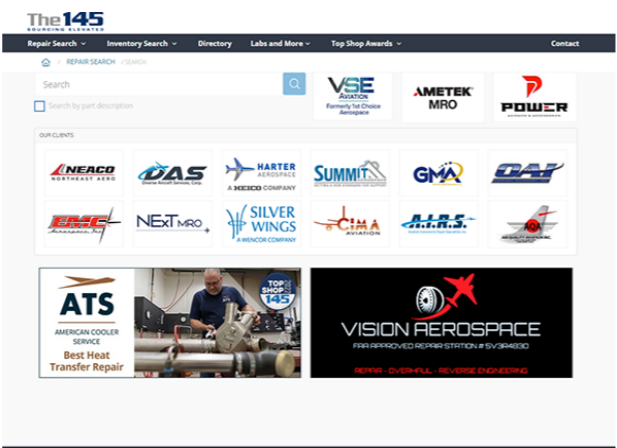 The145
SOURCING ELEVATED
Repair Search Inventory Search Directory Labs and More Top Shop Awards Contact
/ REPAIR SEARCH / SEARCH
Search
Search by part description
VSE
AVIATION
Formerly 1st Choice
Aerospace
AMETEK
MRO
POWER
OUR CLIENTS
NEACO
NORTHEAST AERO
DAS
Diverse Aircraft Services, Corp.
HARTER
AEROSPACE
A HEICO COMPANY
SUMMIT
GMA
OAI
EMC
Aerospace, Inc
NExT MRO
SILVER
WINGS
A WENCOR COMPANY
CIMA
AVIATION
A.I.R.S.
AQA
ATS
AMERICAN COOLER
SERVICE
Best Heat
Transfer Repair
TOP
SHOP
145
ATS
VISION AEROSPACE
FAA APPROVED REPAIR STATION # 5V3R483O
REPAIR - OVERHAUL - REVERSE ENGINEERING